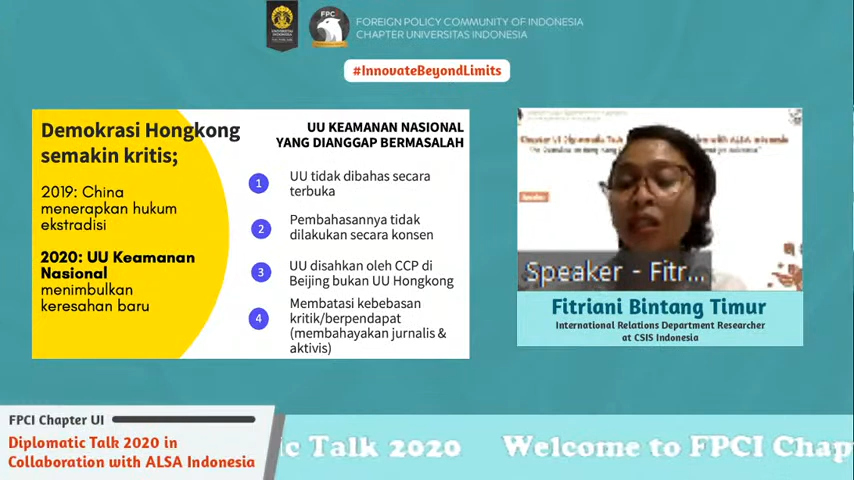 FPC
FOREIGN POLICY COMMUNITY OF INDONESIA
CHAPTER UNIVERSITAS INDONESIA
#InnovateBeyondLimits
Demokrasi Hongkong
semakin kritis;
2019: China
menerapkan hukum
ekstradisi
2020: UU Keamanan
Nasional
menimbulkan
keresahan baru
UU KEAMANAN NASIONAL
YANG DIANGGAP BERMASALAH
1
UU tidak dibahas secara
terbuka
2
Pembahasannya tidak
dilakukan secara konsen
3
UU disahkan oleh CCP di
Beijing bukan UU Hongkong
4
Membatasi kebebasan
kritik/berpendapat
(membahayakan jurnalis &
aktivis)
Speaker - Fitr...
Fitriani Bintang Timur
International Relations Department Researcher
at CSIS Indonesia
FPCI Chapter UI
Diplomatic Talk 2020 in
Collaboration with ALSA Indonesia
ic Talk 2020 Welcome to FPCI Chap